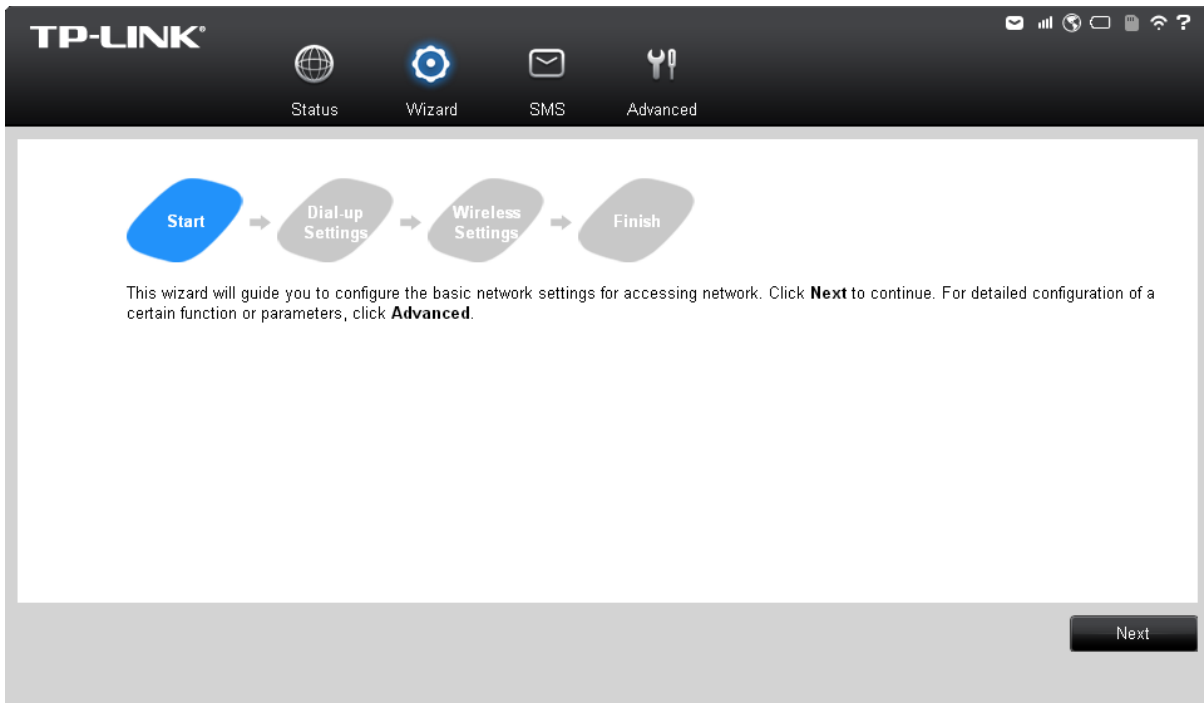 TP-LINK®
?
Status Wizard SMS Advanced
Start
Dial-up
Settings
Wireless
Settings
Finish
This wizard will guide you to configure the basic network settings for accessing network. Click Next to continue. For detailed configuration of a
certain function or parameters, click Advanced.
Next